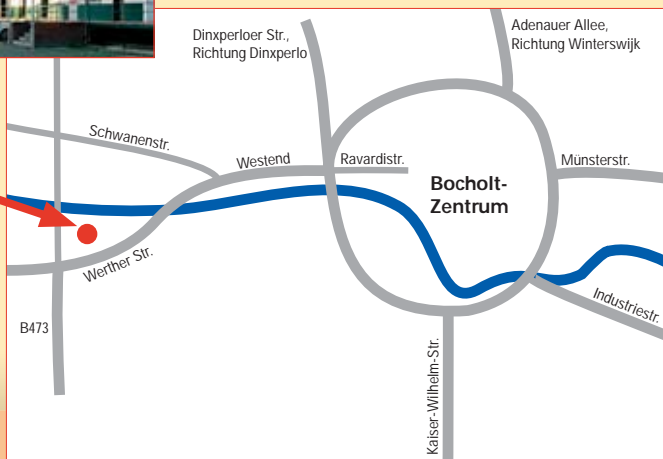 Dinxperloer Str.,
Richtung Dinxperlo
Adenauer Allee,
Richtung Winterswijk
Schwanenstr.
Westend
Ravardistr.
Münsterstr.
Bocholt-
Zentrum
Werther Str.
Industriestr.
B473
Kaiser-Wilhelm-Str.